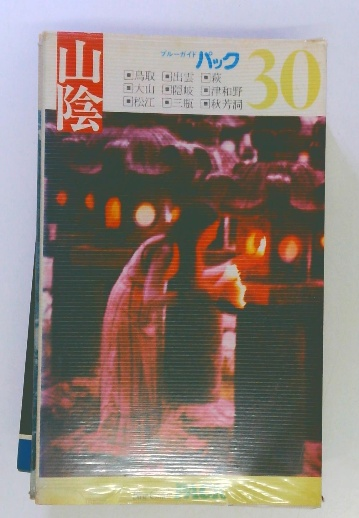 山陰
ブルーガイド パック
30
鳥取 出雲 萩
大山 隠岐 津和野
松江 三瓶 秋芳洞